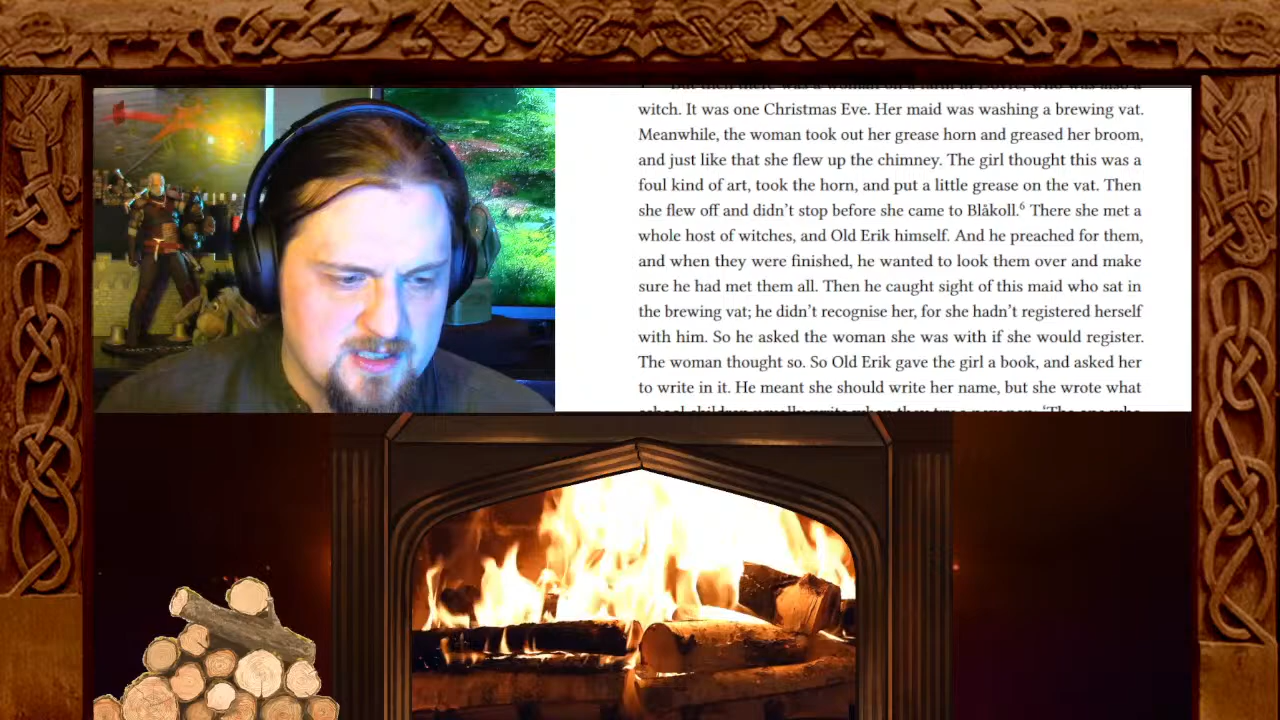 witch. It was one Christmas Eve. Her maid was washing a brewing vat.
Meanwhile, the woman took out her grease horn and greased her broom,
and just like that she flew up the chimney. The girl thought this was a
foul kind of art, took the horn, and put a little grease on the vat. Then
she flew off and didn’t stop before she came to Blåkoll.⁶ There she met a
whole host of witches, and Old Erik himself. And he preached for them,
and when they were finished, he wanted to look them over and make
sure he had met them all. Then he caught sight of this maid who sat in
the brewing vat; he didn’t recognise her, for she hadn’t registered herself
with him. So he asked the woman she was with if she would register.
The woman thought so. So Old Erik gave the girl a book, and asked her
to write in it. He meant she should write her name, but she wrote what